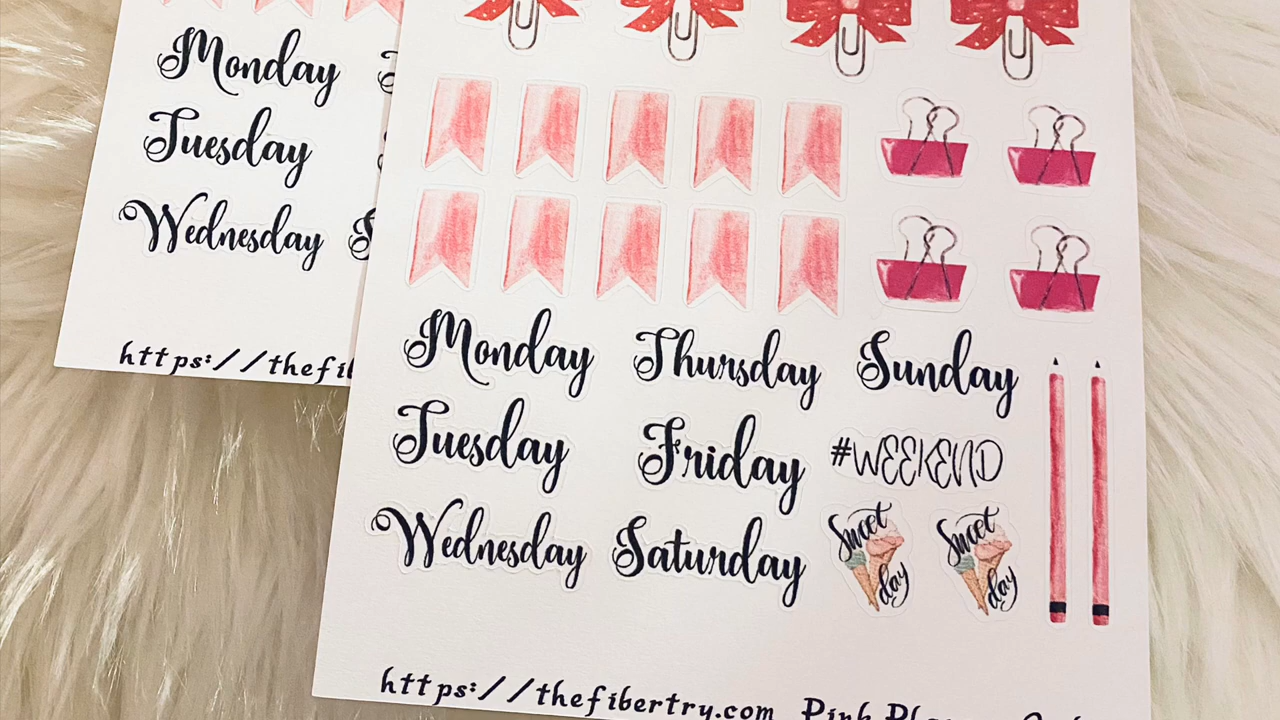 Monday
Tuesday
Wednesday
https://thefib
Monday Thursday Sunday
Tuesday Friday #WEEKEND
Wednesday Saturday
Sweet day
Sweet day
https://thefibertry.com Pink